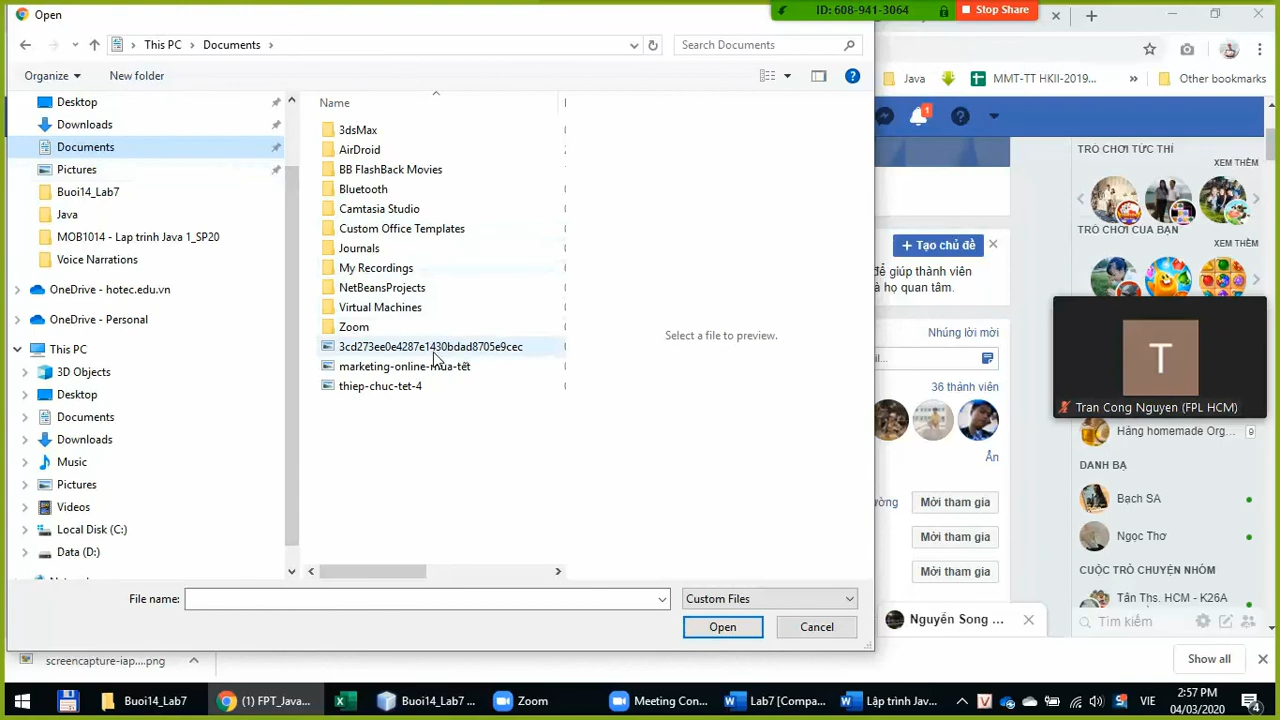 Open
ID: 608-941-3064
Stop Share
This PC
Documents
Search Documents
Organize
New folder
Java
MMT-TT HKII-2019...
»
Other bookmarks
Desktop
Downloads
Documents
Pictures
Buoi14_Lab7
Java
MOB1014 - Lap trinh Java 1_SP20
Voice Narrations
OneDrive - hotec.edu.vn
OneDrive - Personal
This PC
3D Objects
Desktop
Documents
Downloads
Music
Pictures
Videos
Local Disk (C:)
Data (D:)
Name
3dsMax
AirDroid
BB FlashBack Movies
Bluetooth
Camtasia Studio
Custom Office Templates
Journals
My Recordings
NetBeansProjects
Virtual Machines
Zoom
3cd273ee0e4287e1430bdad8705e9cec
marketing-online-mua-tết
thiep-chuc-tet-4
Select a file to preview.
File name:
Custom Files
Open
Cancel
1
TRÒ CHƠI TỨC THÌ
XEM THÊM
TRÒ CHƠI CỦA BẠN
XEM THÊM
+ Tạo chủ đề
để giúp thành viên
và họ quan tâm.
Nhúng lời mời
ail...
36 thành viên
Ẩn
ường
Mời tham gia
Mời tham gia
Mời tham gia
T
Tran Cong Nguyen (FPL HCM)
Hảng homemade Org...
9
DANH BẠ
Bạch SA
Ngọc Thơ
CUỘC TRÒ CHUYỆN NHÓM
Tân Ths. HCM - K26A
Nguyễn Song ...
Tìm kiếm
screencapture-iap....png
Show all
Buoi14_Lab7
(1) FPT_Java...
Buoi14_Lab7 ...
Zoom
Meeting Con...
Lab7 [Compa...
Lập trình Jav...
VIE
2:57 PM
04/03/2020
4